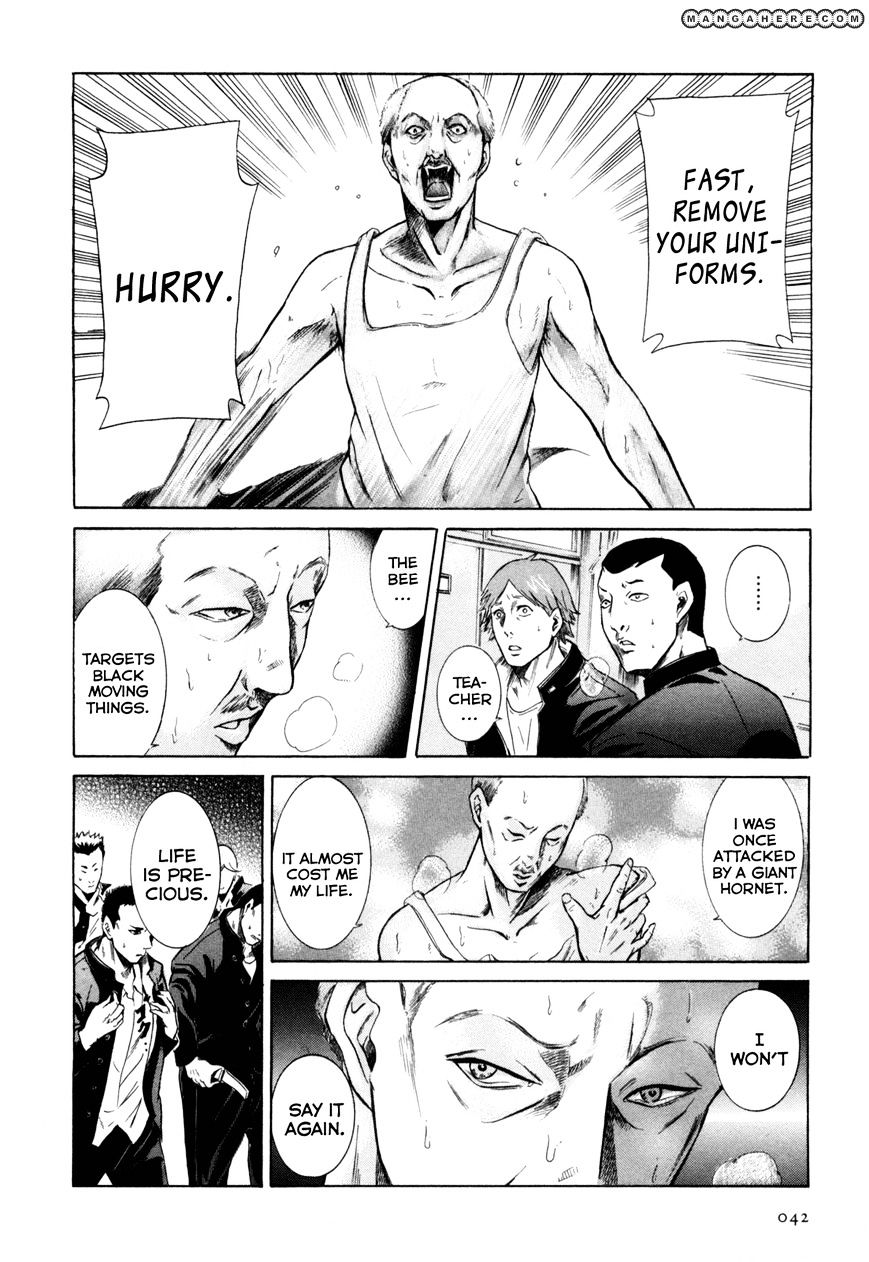 MANGAHERE.COM
FAST,
REMOVE
YOUR UNI-
FORMS.
HURRY.
......
TEA-
CHER
...
THE
BEE
...
TARGETS
BLACK
MOVING
THINGS.
I WAS
ONCE
ATTACKED
BY A GIANT
HORNET.
IT ALMOST
COST ME
MY LIFE.
LIFE
IS PRE-
CIOUS.
I
WON'T
SAY IT
AGAIN.
042